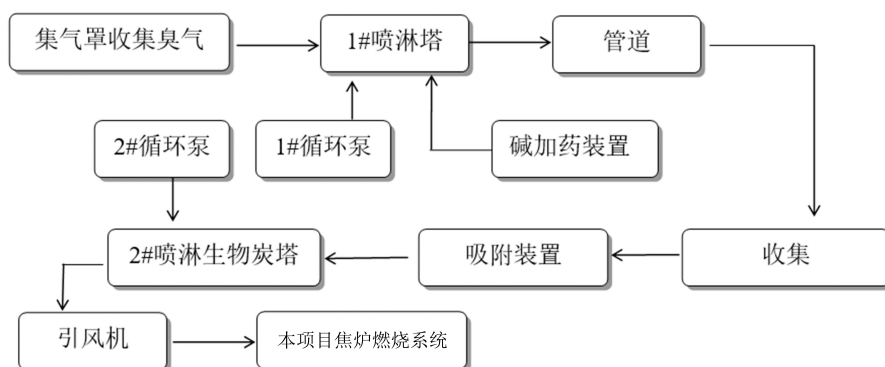 集气罩收集臭气
1#喷淋塔
管道
2#循环泵
1#循环泵
碱加药装置
2#喷淋生物炭塔
吸附装置
收集
引风机
本项目焦炉燃烧系统